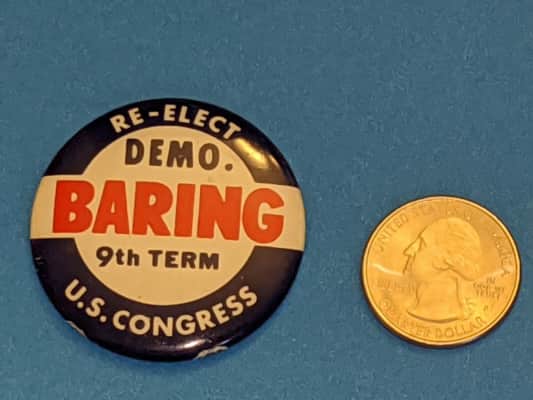 RE-ELECT
DEMO.
BARING
9th TERM
U.S. CONGRESS
UNITED STATES OF AMERICA
LIBERTY
IN
GOD WE
TRUST
QUARTER DOLLAR